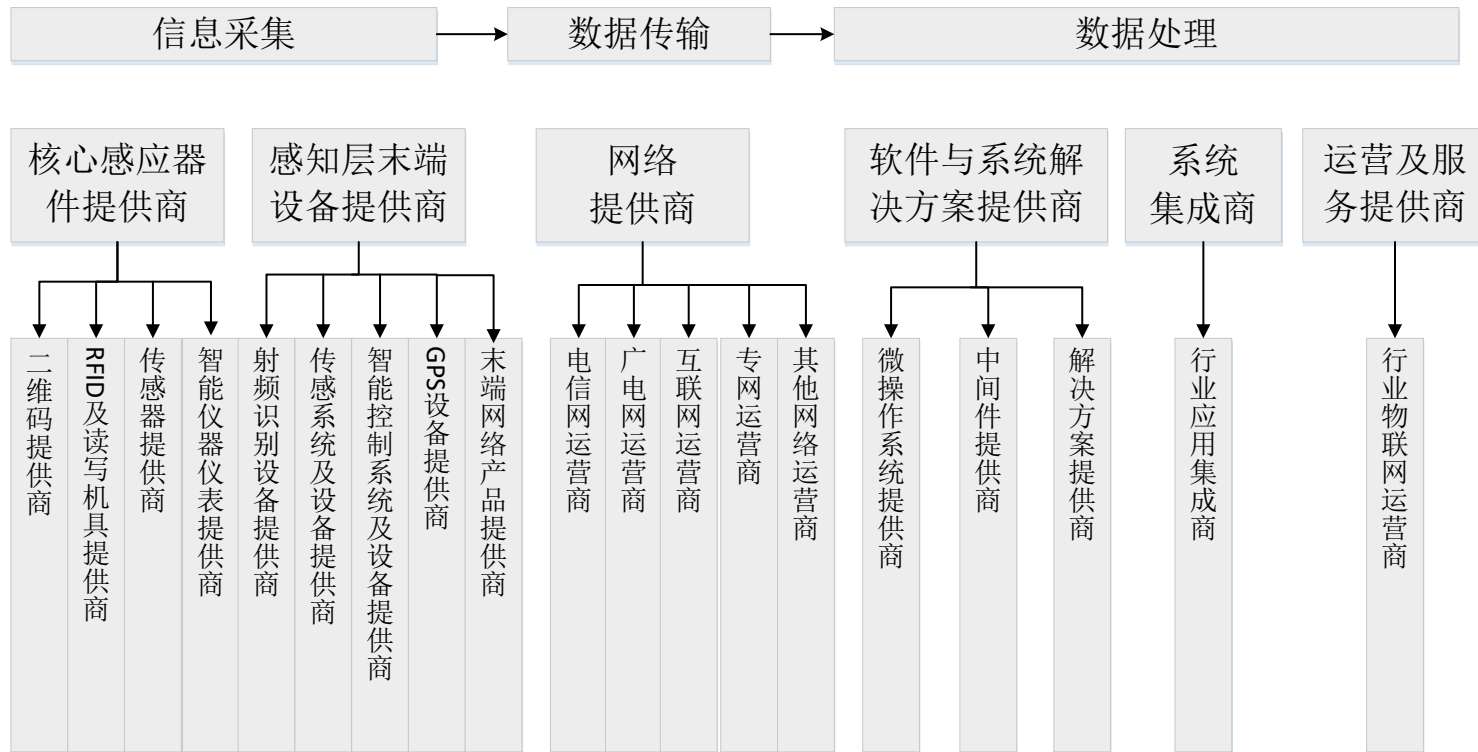 信息采集
数据传输
数据处理
核心感应器
件提供商
感知层末端
设备提供商
网络
提供商
软件与系统解
决方案提供商
系统
集成商
运营及服
务提供商
二维码提供商
RFID及读写机具提供商
传感器提供商
智能仪器仪表提供商
射频识别设备提供商
传感系统及设备提供商
智能控制系统及设备提供商
GPS设备提供商
末端网络产品提供商
电信网运营商
广电网运营商
互联网运营商
专网运营商
其他网络运营商
微操作系统提供商
中间件提供商
解决方案提供商
行业应用集成商
行业物联网运营商